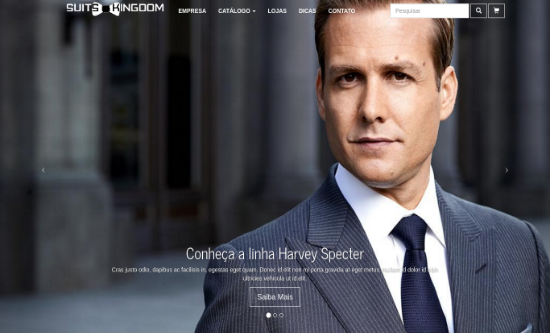 SUITS KINGDOM
EMPRESA CATÁLOGO LOJAS DICAS CONTATO
Pesquisar
Conheça a linha Harvey Specter
Cras justo odio, dapibus ac facilisis in, egestas eget quam. Donec id elit non mi porta gravida at eget metus. id dolor id nibh
ultricies vehicula ut id elit.
Saiba Mais